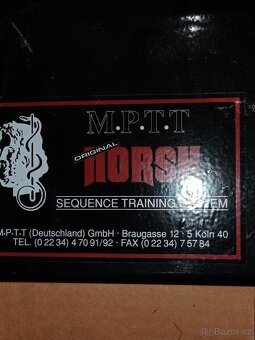 M.P.T.T
ORIGINAL
NORSK
SEQUENCE TRAINING SYSTEM
M-P-T-T (Deutschland) GmbH · Braugasse 12 · 5 Köln 40
TEL. (0 22 34) 4 70 91/92 · FAX (0 22 34) 7 57 84
Bazos.cz